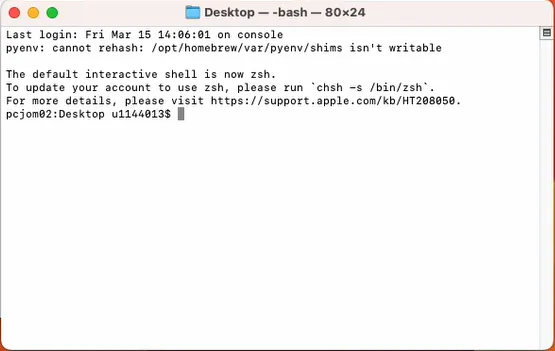 Desktop — -bash — 80×24
Last login: Fri Mar 15 14:06:01 on console
pyenv: cannot rehash: /opt/homebrew/var/pyenv/shims isn't writable
The default interactive shell is now zsh.
To update your account to use zsh, please run `chsh -s /bin/zsh`.
For more details, please visit https://support.apple.com/kb/HT208050.
pcjom02:Desktop u1144013$